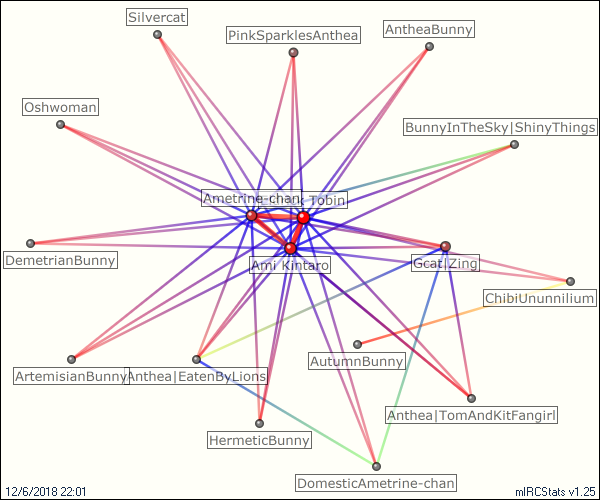 Silvercat
PinkSparklesAnthea
AntheaBunny
Oshwoman
BunnyInTheSky|ShinyThings
Ametrine-chan
Tobin
DemetrianBunny
Ami Kintaro
Gcat|Zing
ChibiUnunnilium
AutumnBunny
ArtemisianBunny
Anthea|EatenByLions
Anthea|TomAndKitFangirl
HermeticBunny
DomesticAmetrine-chan
12/6/2018 22:01
mIRCStats v1.25